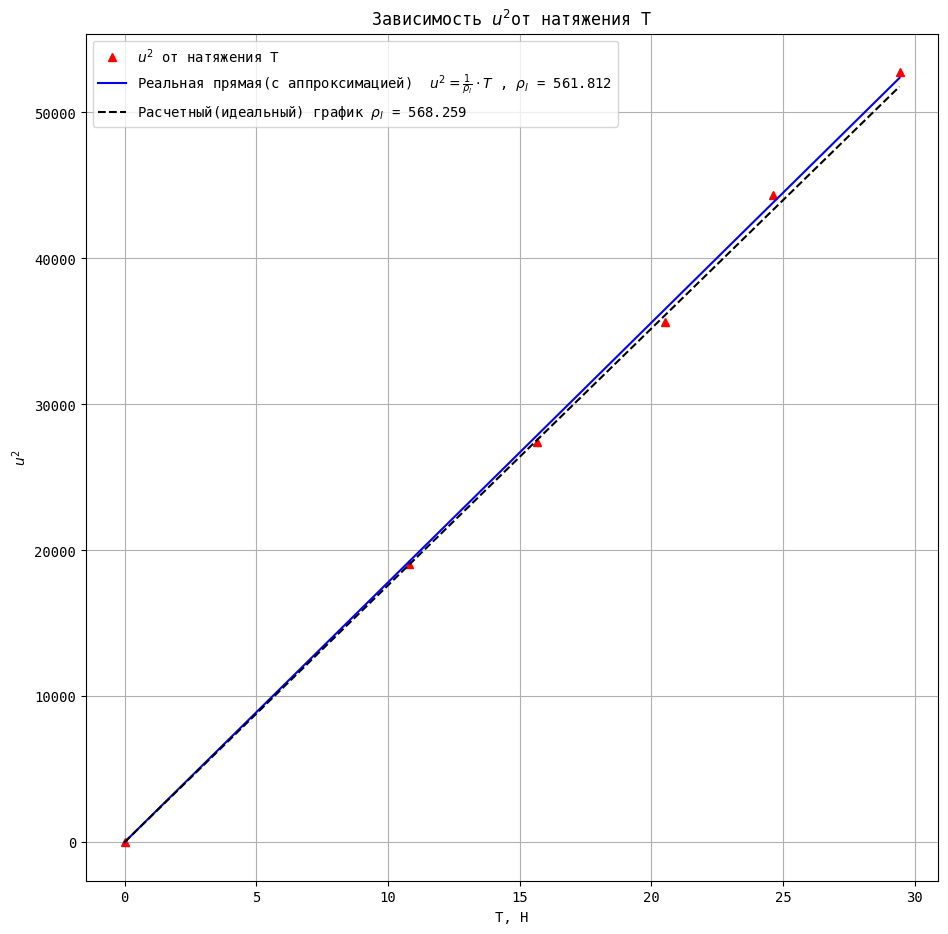 Зависимость u²от натяжения T
u² от натяжения T
Реальная прямая(с аппроксимацией) u² = 1/ρₗ · T , ρₗ = 561.812
Расчетный(идеальный) график ρₗ = 568.259
50000
40000
30000
20000
10000
0
u²
0 5 10 15 20 25 30
T, Н